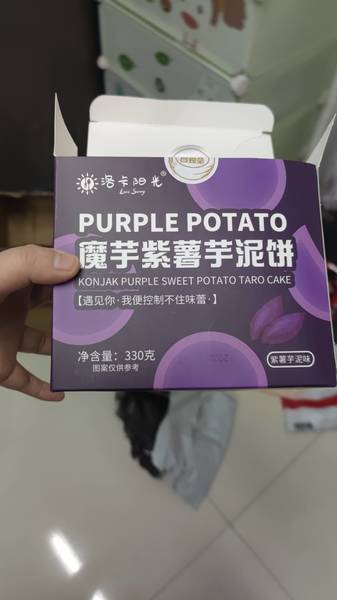 洛卡阳光®
PURPLE POTATO
魔芋紫薯芋泥饼
KONJAK PURPLE SWEET POTATO TARO CAKE
【遇见你·我便控制不住味蕾·】
净含量：330克
图案仅供参考
紫薯芋泥味